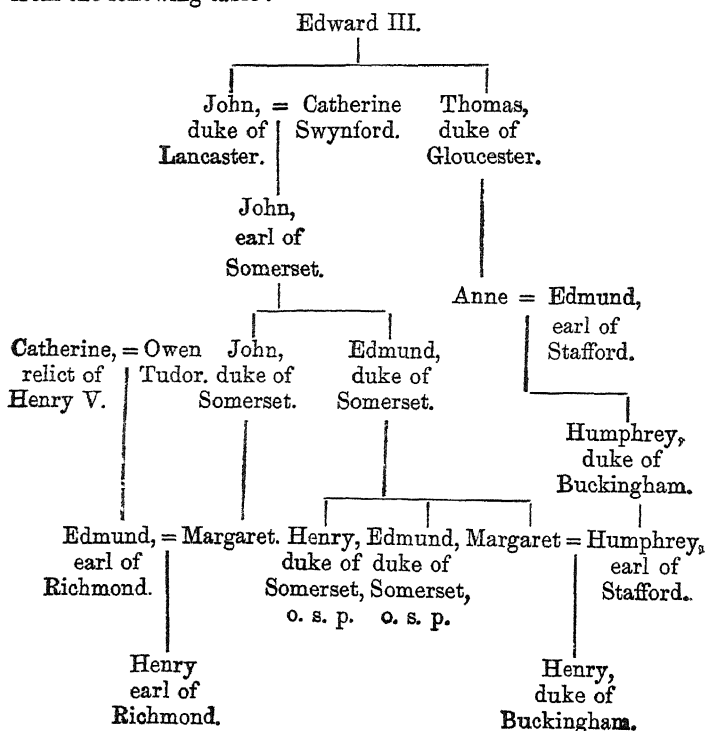 Edward III.
John, = Catherine Thomas,
duke of Swynford. duke of
Lancaster. Gloucester.
John,
earl of
Somerset.
Anne = Edmund,
earl of
Stafford.
Catherine, = Owen John, Edmund,
relict of Tudor. duke of duke of
Henry V. Somerset. Somerset.
Humphrey,
duke of
Buckingham.
Edmund, = Margaret. Henry, Edmund, Margaret = Humphrey,
earl of duke of duke of earl of
Richmond. Somerset, Somerset, Stafford.
o. s. p. o. s. p.
Henry Henry,
earl of duke of
Richmond. Buckingham.